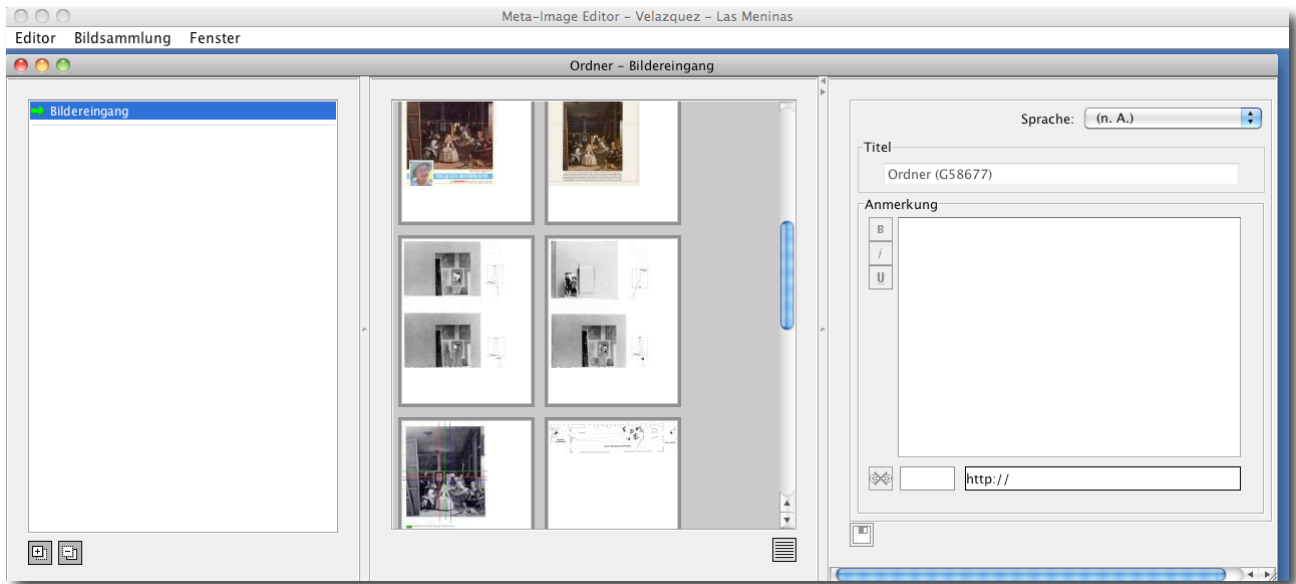 Meta-Image Editor – Velazquez – Las Meninas
Editor Bildsammlung Fenster
Ordner – Bildereingang
Bildereingang
Sprache: (n. A.)
Titel
Ordner (G58677)
Anmerkung
B
i
U
http://